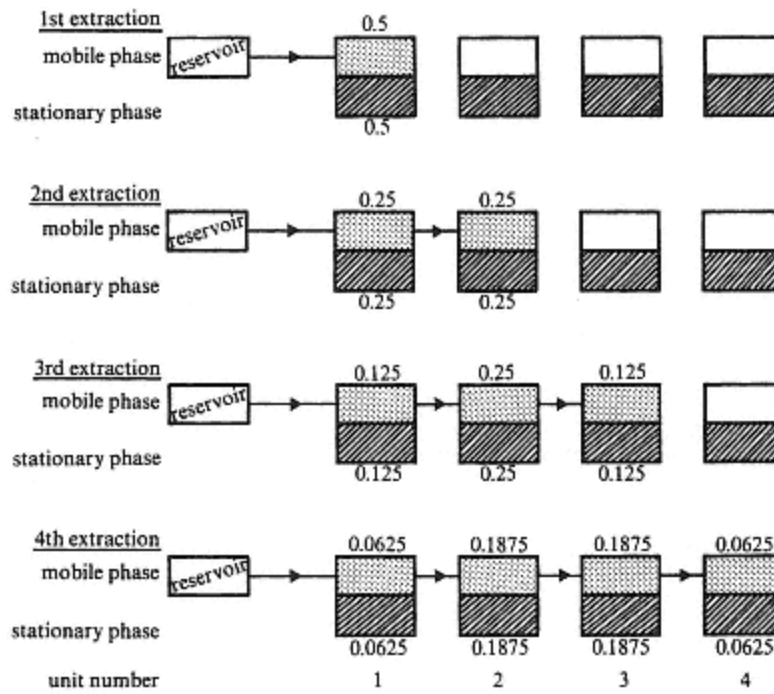 1st extraction
0.5
mobile phase
reservoir
stationary phase
0.5
2nd extraction
0.25 0.25
mobile phase
reservoir
stationary phase
0.25 0.25
3rd extraction
0.125 0.25 0.125
mobile phase
reservoir
stationary phase
0.125 0.25 0.125
4th extraction
0.0625 0.1875 0.1875 0.0625
mobile phase
reservoir
stationary phase
0.0625 0.1875 0.1875 0.0625
unit number 1 2 3 4